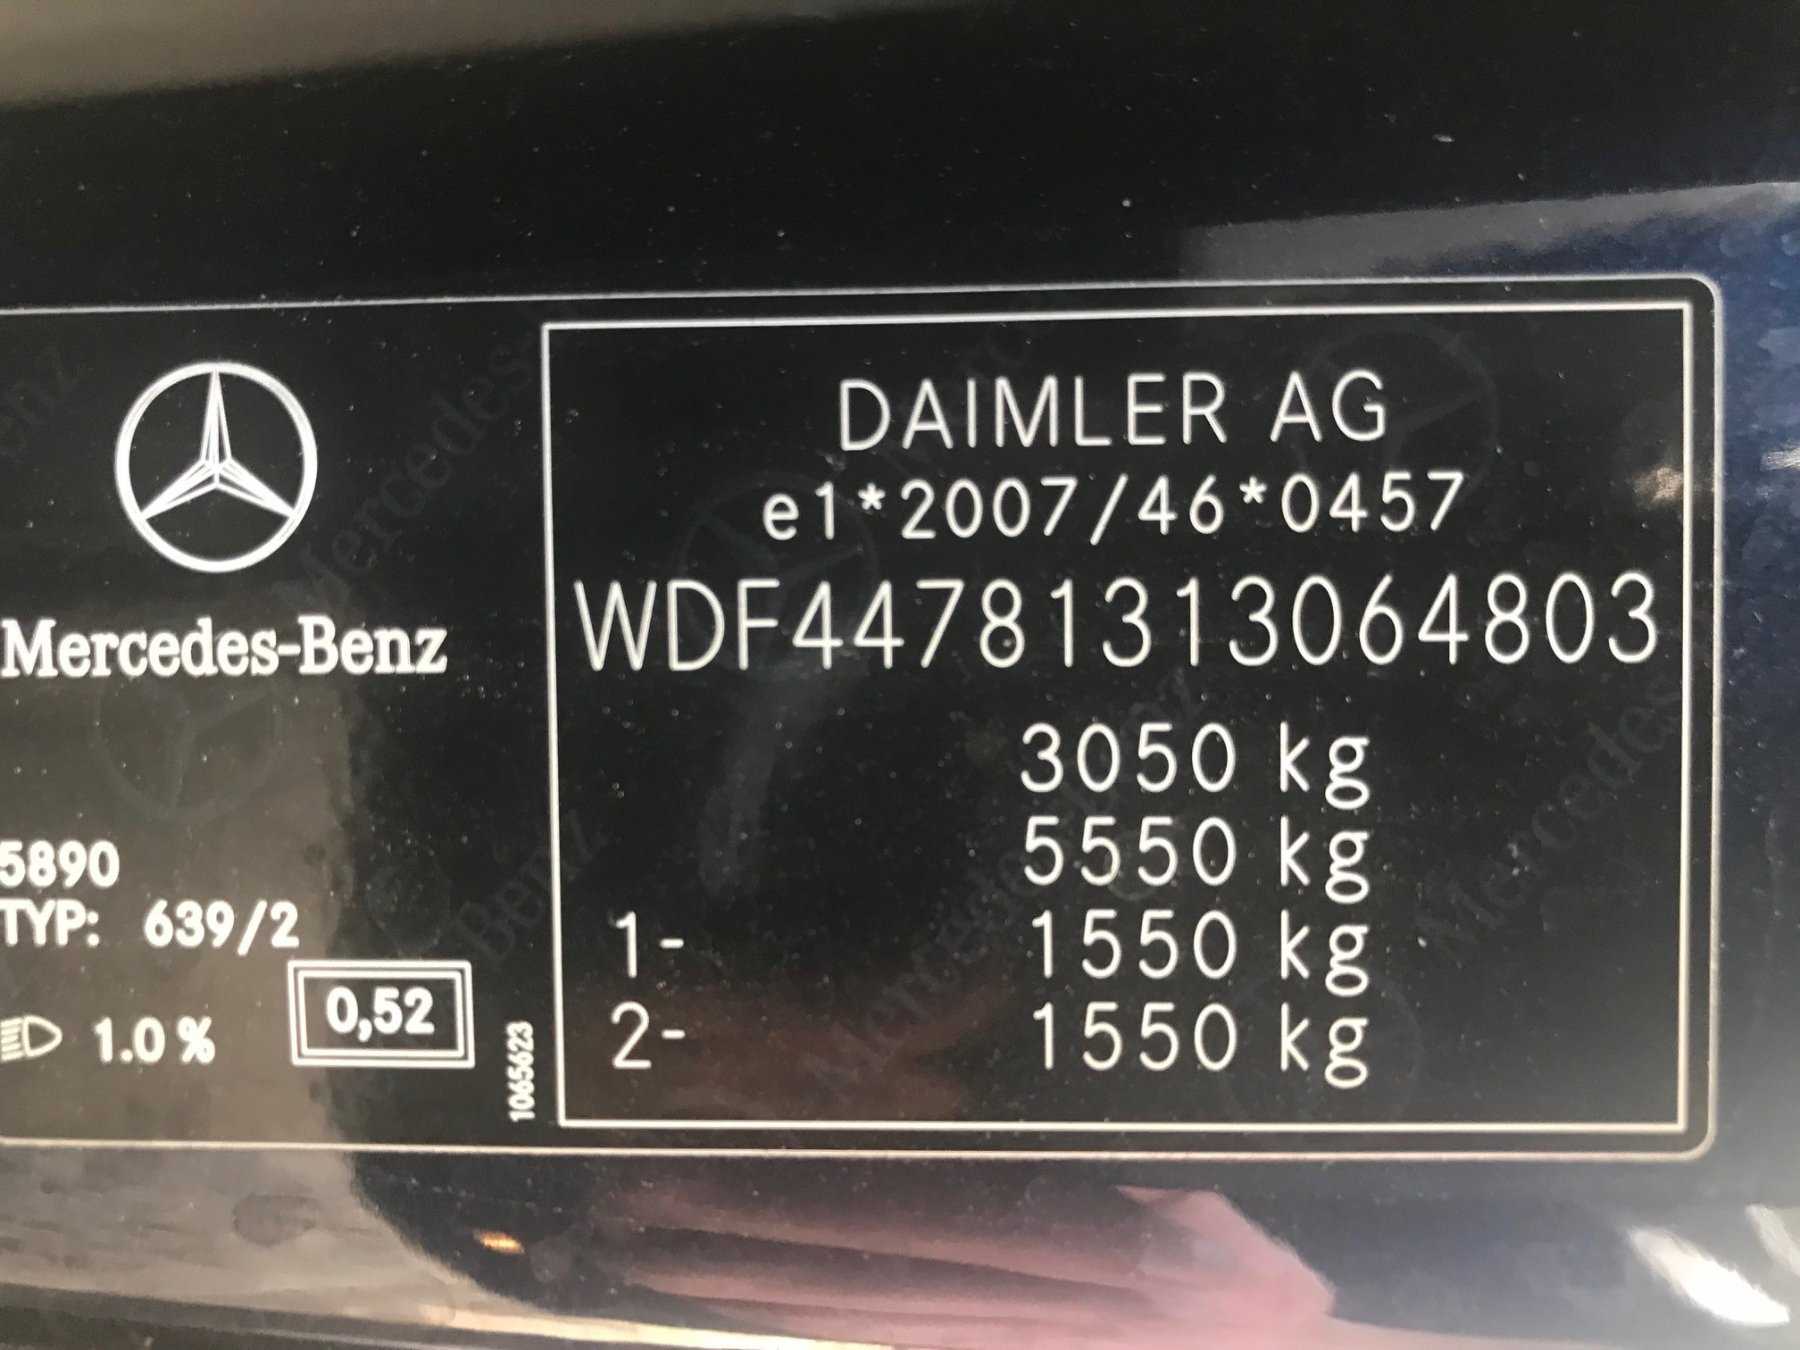 Mercedes-Benz
5890
TYP: 639/2
1.0 %
0,52
1065623
DAIMLER AG
e1*2007/46*0457
WDF44781313064803
3050 kg
5550 kg
1- 1550 kg
2- 1550 kg